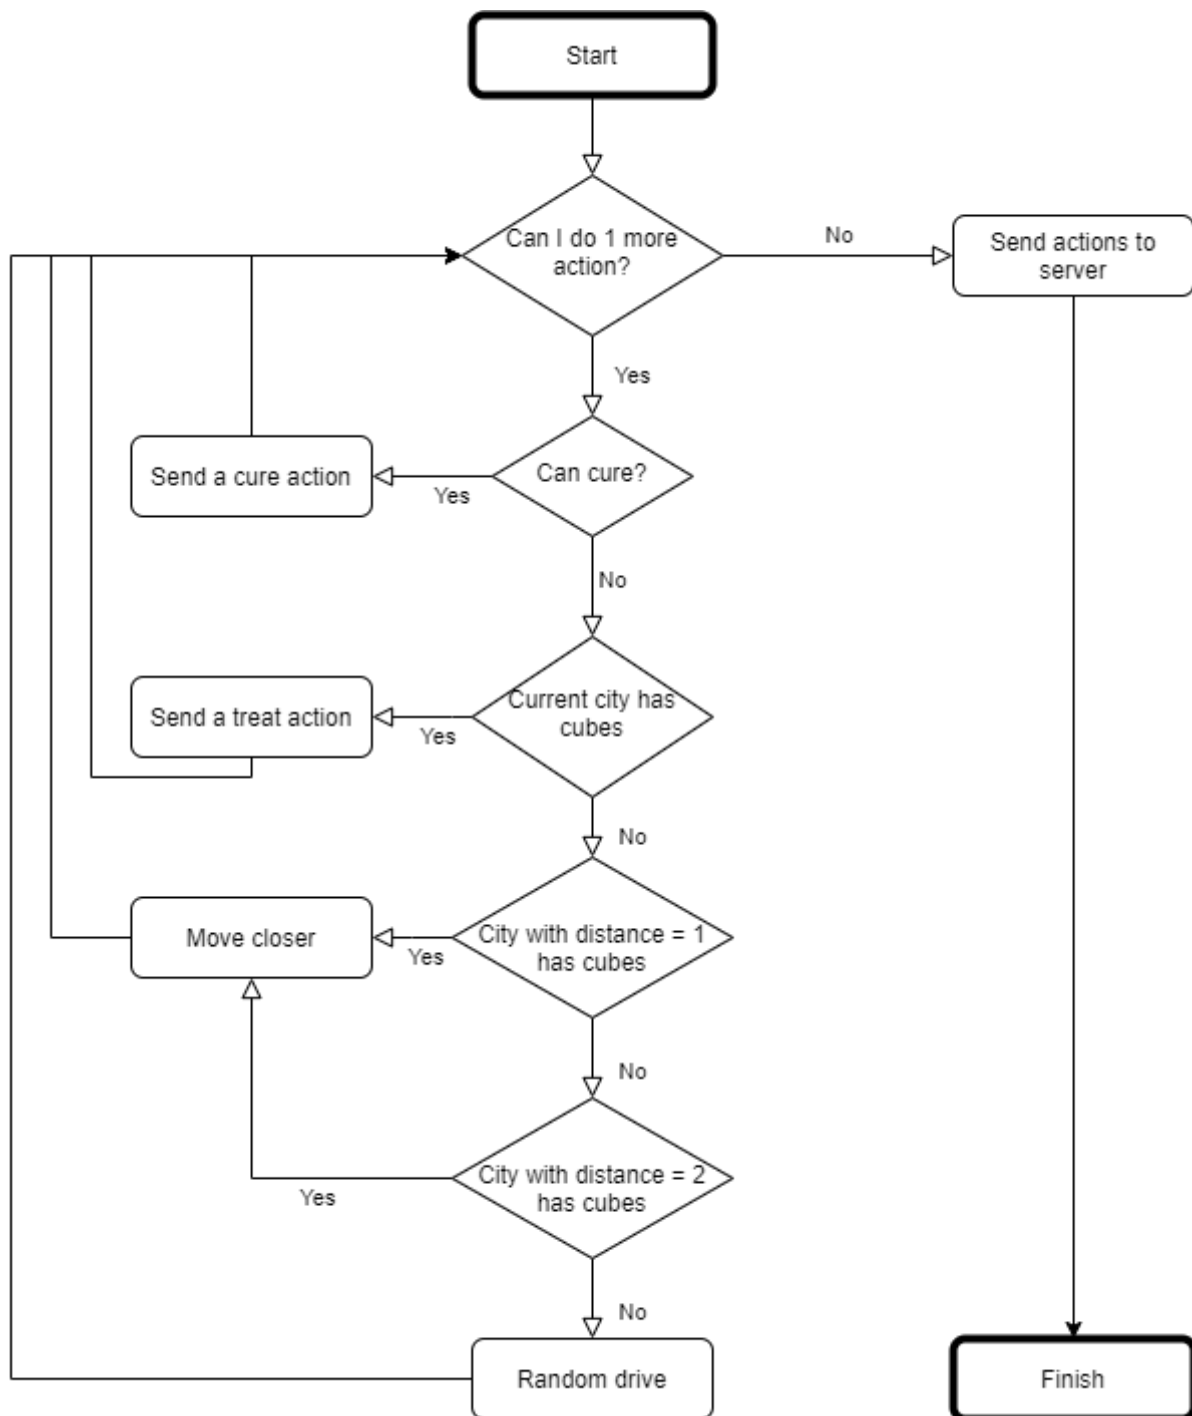 Start
Can I do 1 more
action?
No
Send actions to
server
Yes
Can cure?
Send a cure action
Yes
No
Current city has
cubes
Send a treat action
Yes
No
City with distance = 1
has cubes
Move closer
Yes
No
City with distance = 2
has cubes
Yes
No
Random drive
Finish